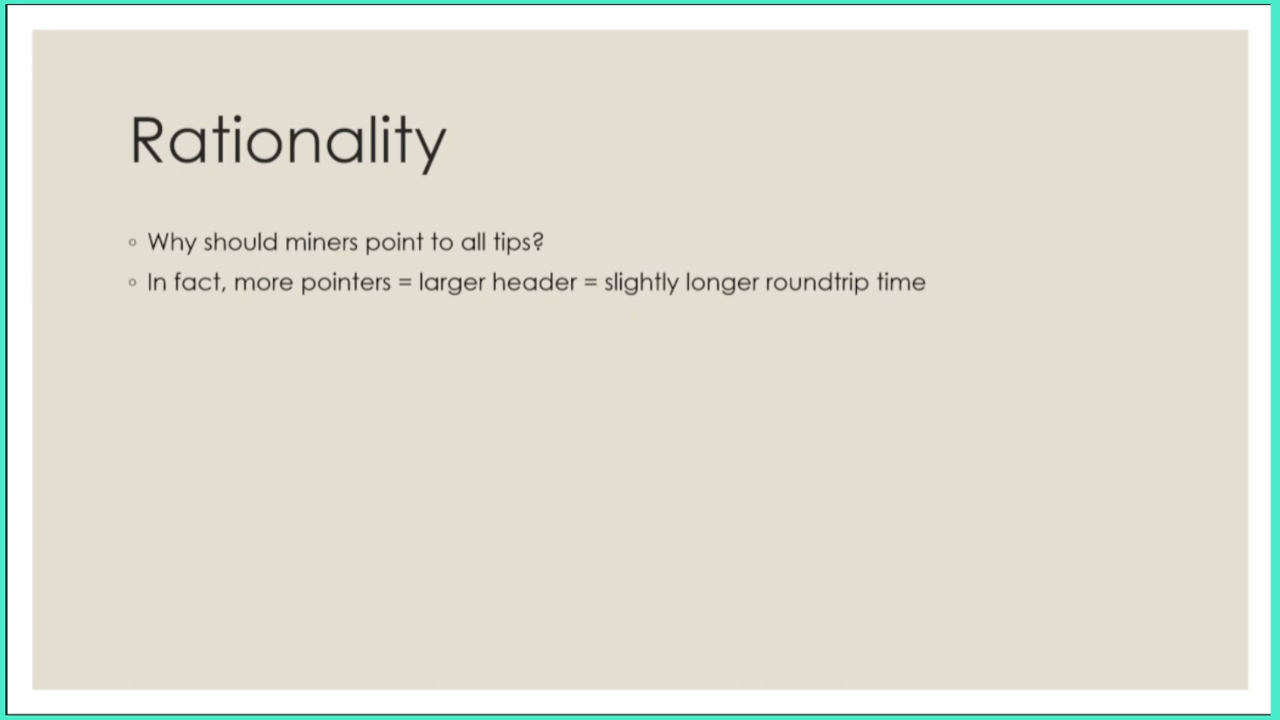 Rationality
◦ Why should miners point to all tips?
◦ In fact, more pointers = larger header = slightly longer roundtrip time